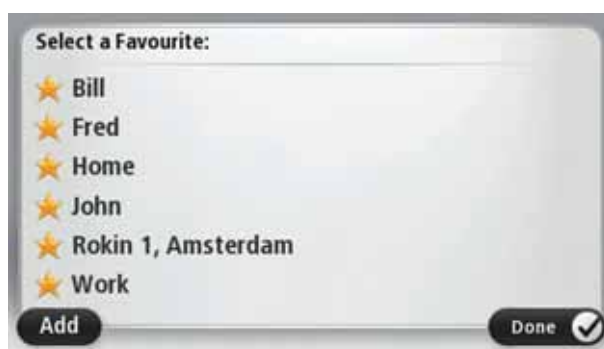 Select a Favourite:
Bill
Fred
Home
John
Rokin 1, Amsterdam
Work
Add
Done